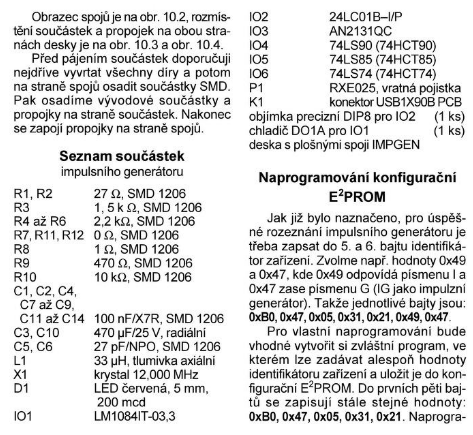 Obrazec spojů je na obr. 10.2, rozmís-
tění součástek a propojek na obou stra-
nách desky je na obr. 10.3 a obr. 10.4.
Před pájením součástek doporučuji
nejdříve vyvrtat všechny díry a potom
na straně spojů osadit součástky SMD.
Pak osadíme vývodové součástky a
propojky na straně součástek. Nakonec
se zapojí propojky na straně spojů.
Seznam součástek
impulsního generátoru
R1, R2 27 Ω, SMD 1206
R3 1, 5 k Ω, SMD 1206
R4 až R6 2,2 kΩ, SMD 1206
R7, R11, R12 0 Ω, SMD 1206
R8 1 Ω, SMD 1206
R9 470 Ω, SMD 1206
R10 10 kΩ, SMD 1206
C1, C2, C4,
C7 až C9,
C11 až C14 100 nF/X7R, SMD 1206
C3, C10 470 µF/25 V, radiální
C5, C6 27 pF/NPO, SMD 1206
L1 33 µH, tlumivka axiální
X1 krystal 12,000 MHz
D1 LED červená, 5 mm,
200 mcd
IO1 LM1084IT-03,3
IO2 24LC01B–I/P
IO3 AN2131QC
IO4 74LS90 (74HCT90)
IO5 74LS85 (74HCT85)
IO6 74LS74 (74HCT74)
P1 RXE025, vratná pojistka
K1 konektor USB1X90B PCB
objímka precizní DIP8 pro IO2 (1 ks)
chladič DO1A pro IO1 (1 ks)
deska s plošnými spoji IMPGEN
Naprogramování konfigurační
E²PROM
Jak již bylo naznačeno, pro úspěš-
né rozeznání impulsního generátoru je
třeba zapsat do 5. a 6. bajtu identifiká-
tor zařízení. Zvolme např. hodnoty 0x49
a 0x47, kde 0x49 odpovídá písmenu I a
0x47 zase písmenu G (IG jako impulzní
generátor). Takže jednotlivé bajty jsou:
0xB0, 0x47, 0x05, 0x31, 0x21, 0x49, 0x47.
Pro vlastní naprogramování bude
vhodné vytvořit si zvláštní program, ve
kterém lze zadávat alespoň hodnoty
identifikátoru zařízení a uložit je do kon-
figurační E²PROM. Do prvních pěti baj-
tů se zapisují stále stejné hodnoty:
0xB0, 0x47, 0x05, 0x31, 0x21. Naprogra-